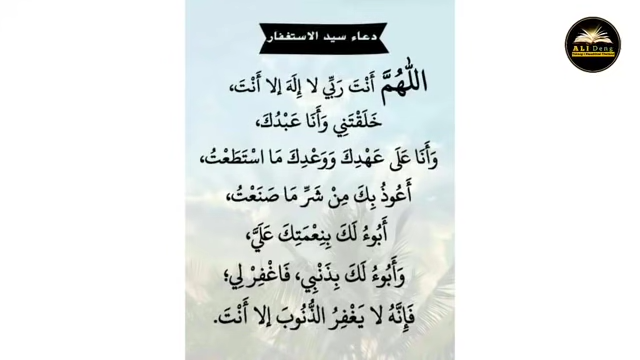 دعاء سيد الاستغفار
اللَّهُمَّ أَنْتَ رَبِّي لا إِلَهَ إلا أَنْتَ،
خَلَقْتَنِي وَأَنَا عَبْدُكَ،
وَأَنَا عَلَى عَهْدِكَ وَوَعْدِكَ مَا اسْتَطَعْتُ،
أَعُوذُ بِكَ مِنْ شَرِّ مَا صَنَعْتُ،
أَبُوءُ لَكَ بِنِعْمَتِكَ عَلَيَّ،
وَأَبُوءُ لَكَ بِذَنْبِي، فَاغْفِرْ لِي؛
فَإِنَّهُ لا يَغْفِرُ الذُّنُوبَ إلا أَنْتَ.
ALI Deng